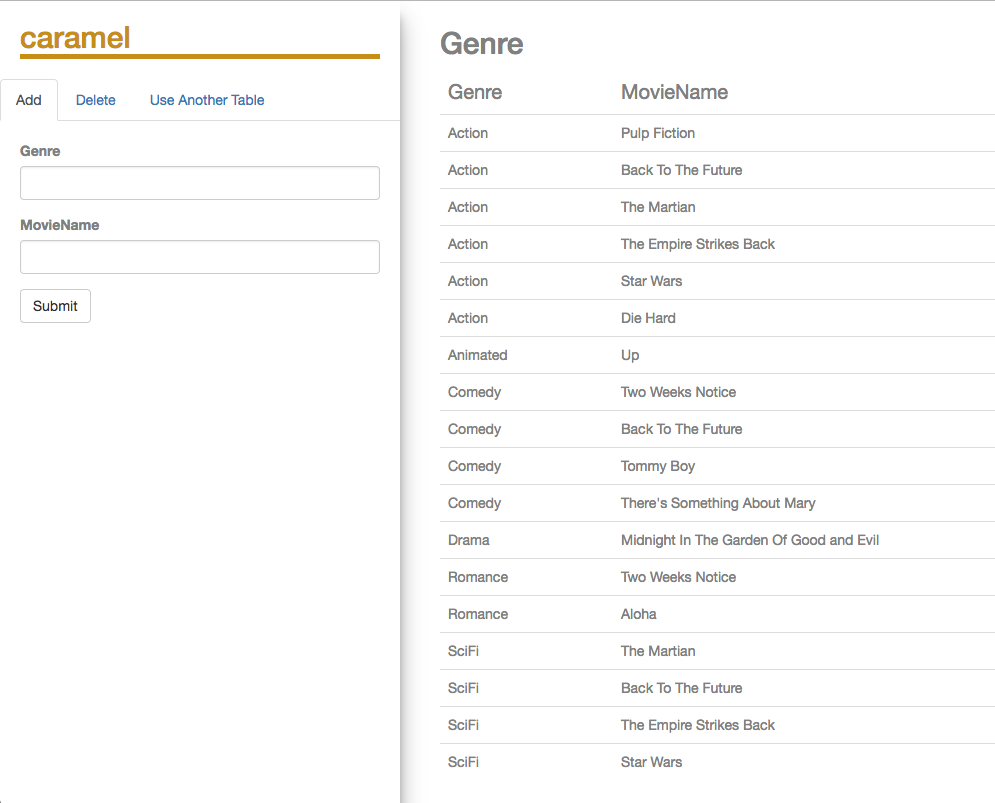 caramel
Add Delete Use Another Table
Genre
MovieName
Submit
Genre
Genre MovieName
Action Pulp Fiction
Action Back To The Future
Action The Martian
Action The Empire Strikes Back
Action Star Wars
Action Die Hard
Animated Up
Comedy Two Weeks Notice
Comedy Back To The Future
Comedy Tommy Boy
Comedy There's Something About Mary
Drama Midnight In The Garden Of Good and Evil
Romance Two Weeks Notice
Romance Aloha
SciFi The Martian
SciFi Back To The Future
SciFi The Empire Strikes Back
SciFi Star Wars